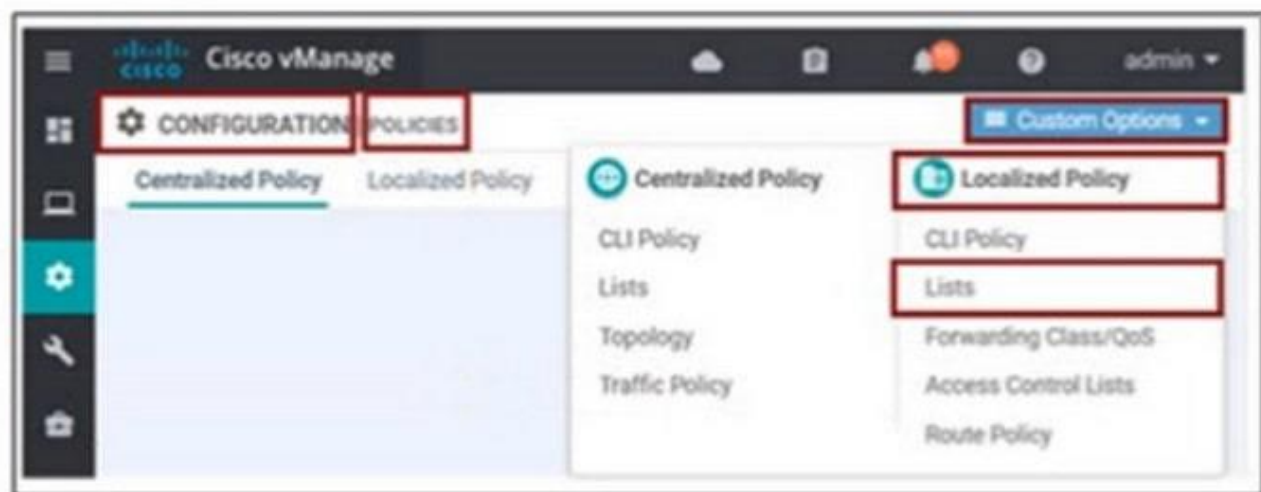 CISCO Cisco vManage admin
CONFIGURATION POLICIES Custom Options
Centralized Policy Localized Policy
Centralized Policy
CLI Policy
Lists
Topology
Traffic Policy
Localized Policy
CLI Policy
Lists
Forwarding Class/QoS
Access Control Lists
Route Policy